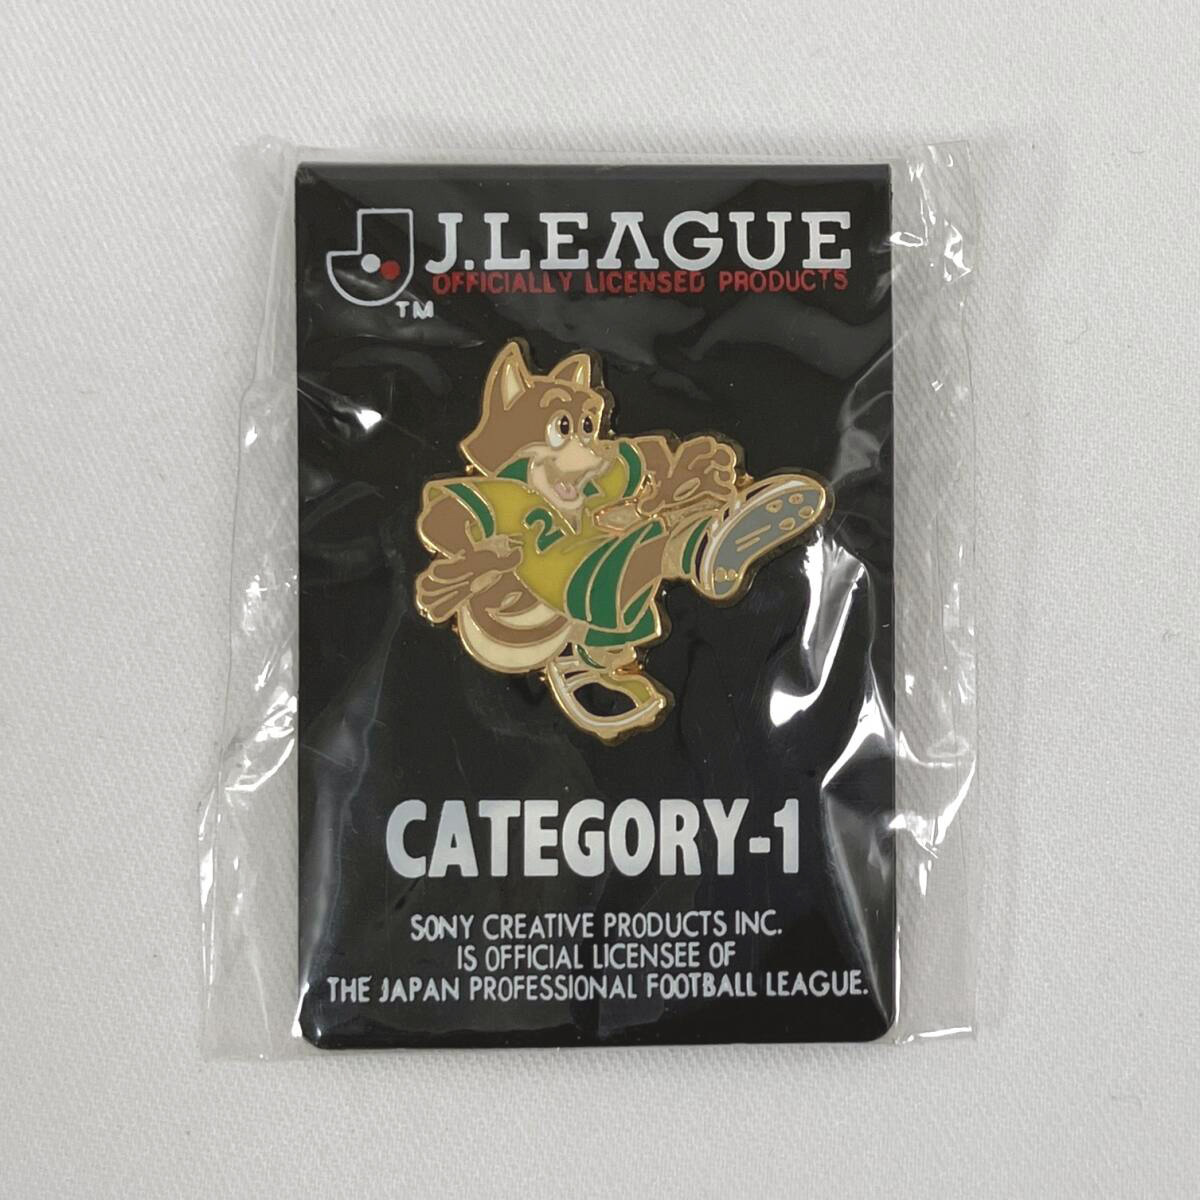 J.LEAGUE
OFFICIALLY LICENSED PRODUCTS
TM
2
CATEGORY-1
SONY CREATIVE PRODUCTS INC.
IS OFFICIAL LICENSEE OF
THE JAPAN PROFESSIONAL FOOTBALL LEAGUE.